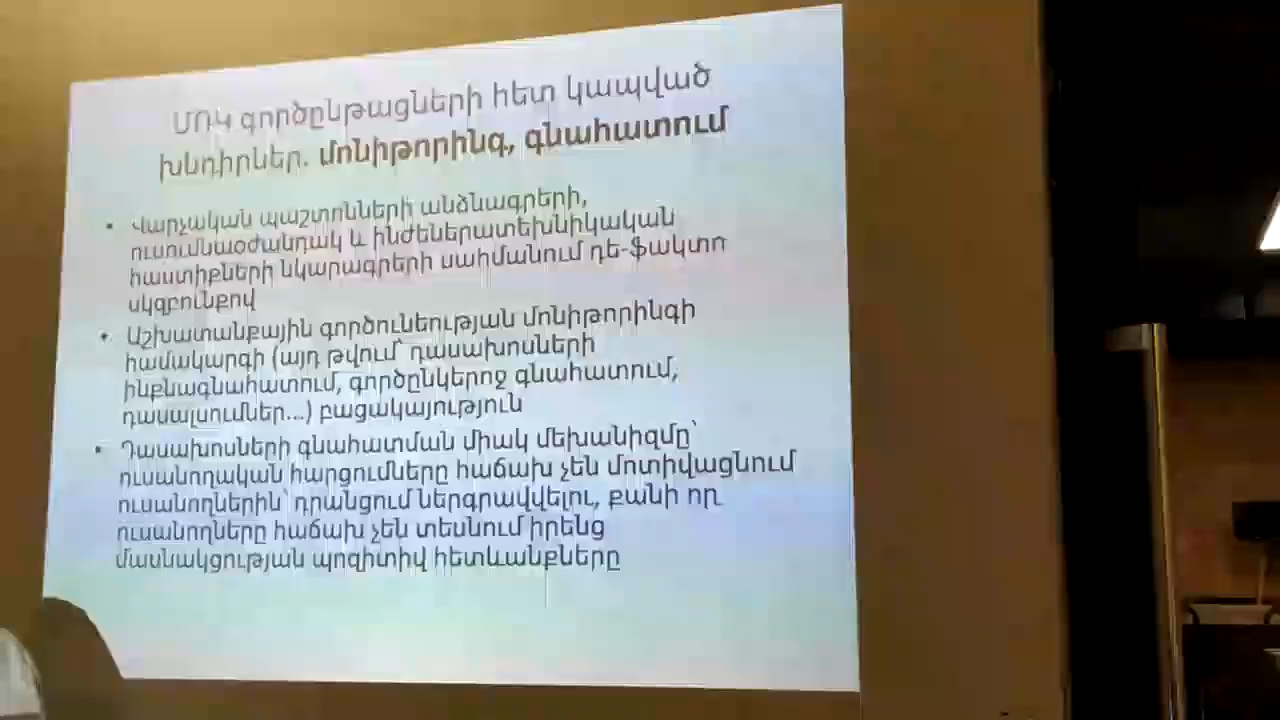 ՄՌԿ գործընթացների հետ կապված
խնդիրներ. մոնիթորինգ, գնահատում
• Վարչական պաշտոնների անձնագրերի,
ուսումնաօժանդակ և ինժեներատեխնիկական
հաստիքների նկարագրերի սահմանում դե-ֆակտո
սկզբունքով
• Աշխատանքային գործունեության մոնիթորինգի
համակարգի (այդ թվում՝ դասախոսների
ինքնագնահատում, գործընկերոջ գնահատում,
դասալսումներ...) բացակայություն
• Դասախոսների գնահատման միակ մեխանիզմը՝
ուսանողական հարցումները հաճախ չեն մոտիվացնում
ուսանողներին՝ դրանցում ներգրավվելու, քանի որ
ուսանողները հաճախ չեն տեսնում իրենց
մասնակցության պոզիտիվ հետևանքները